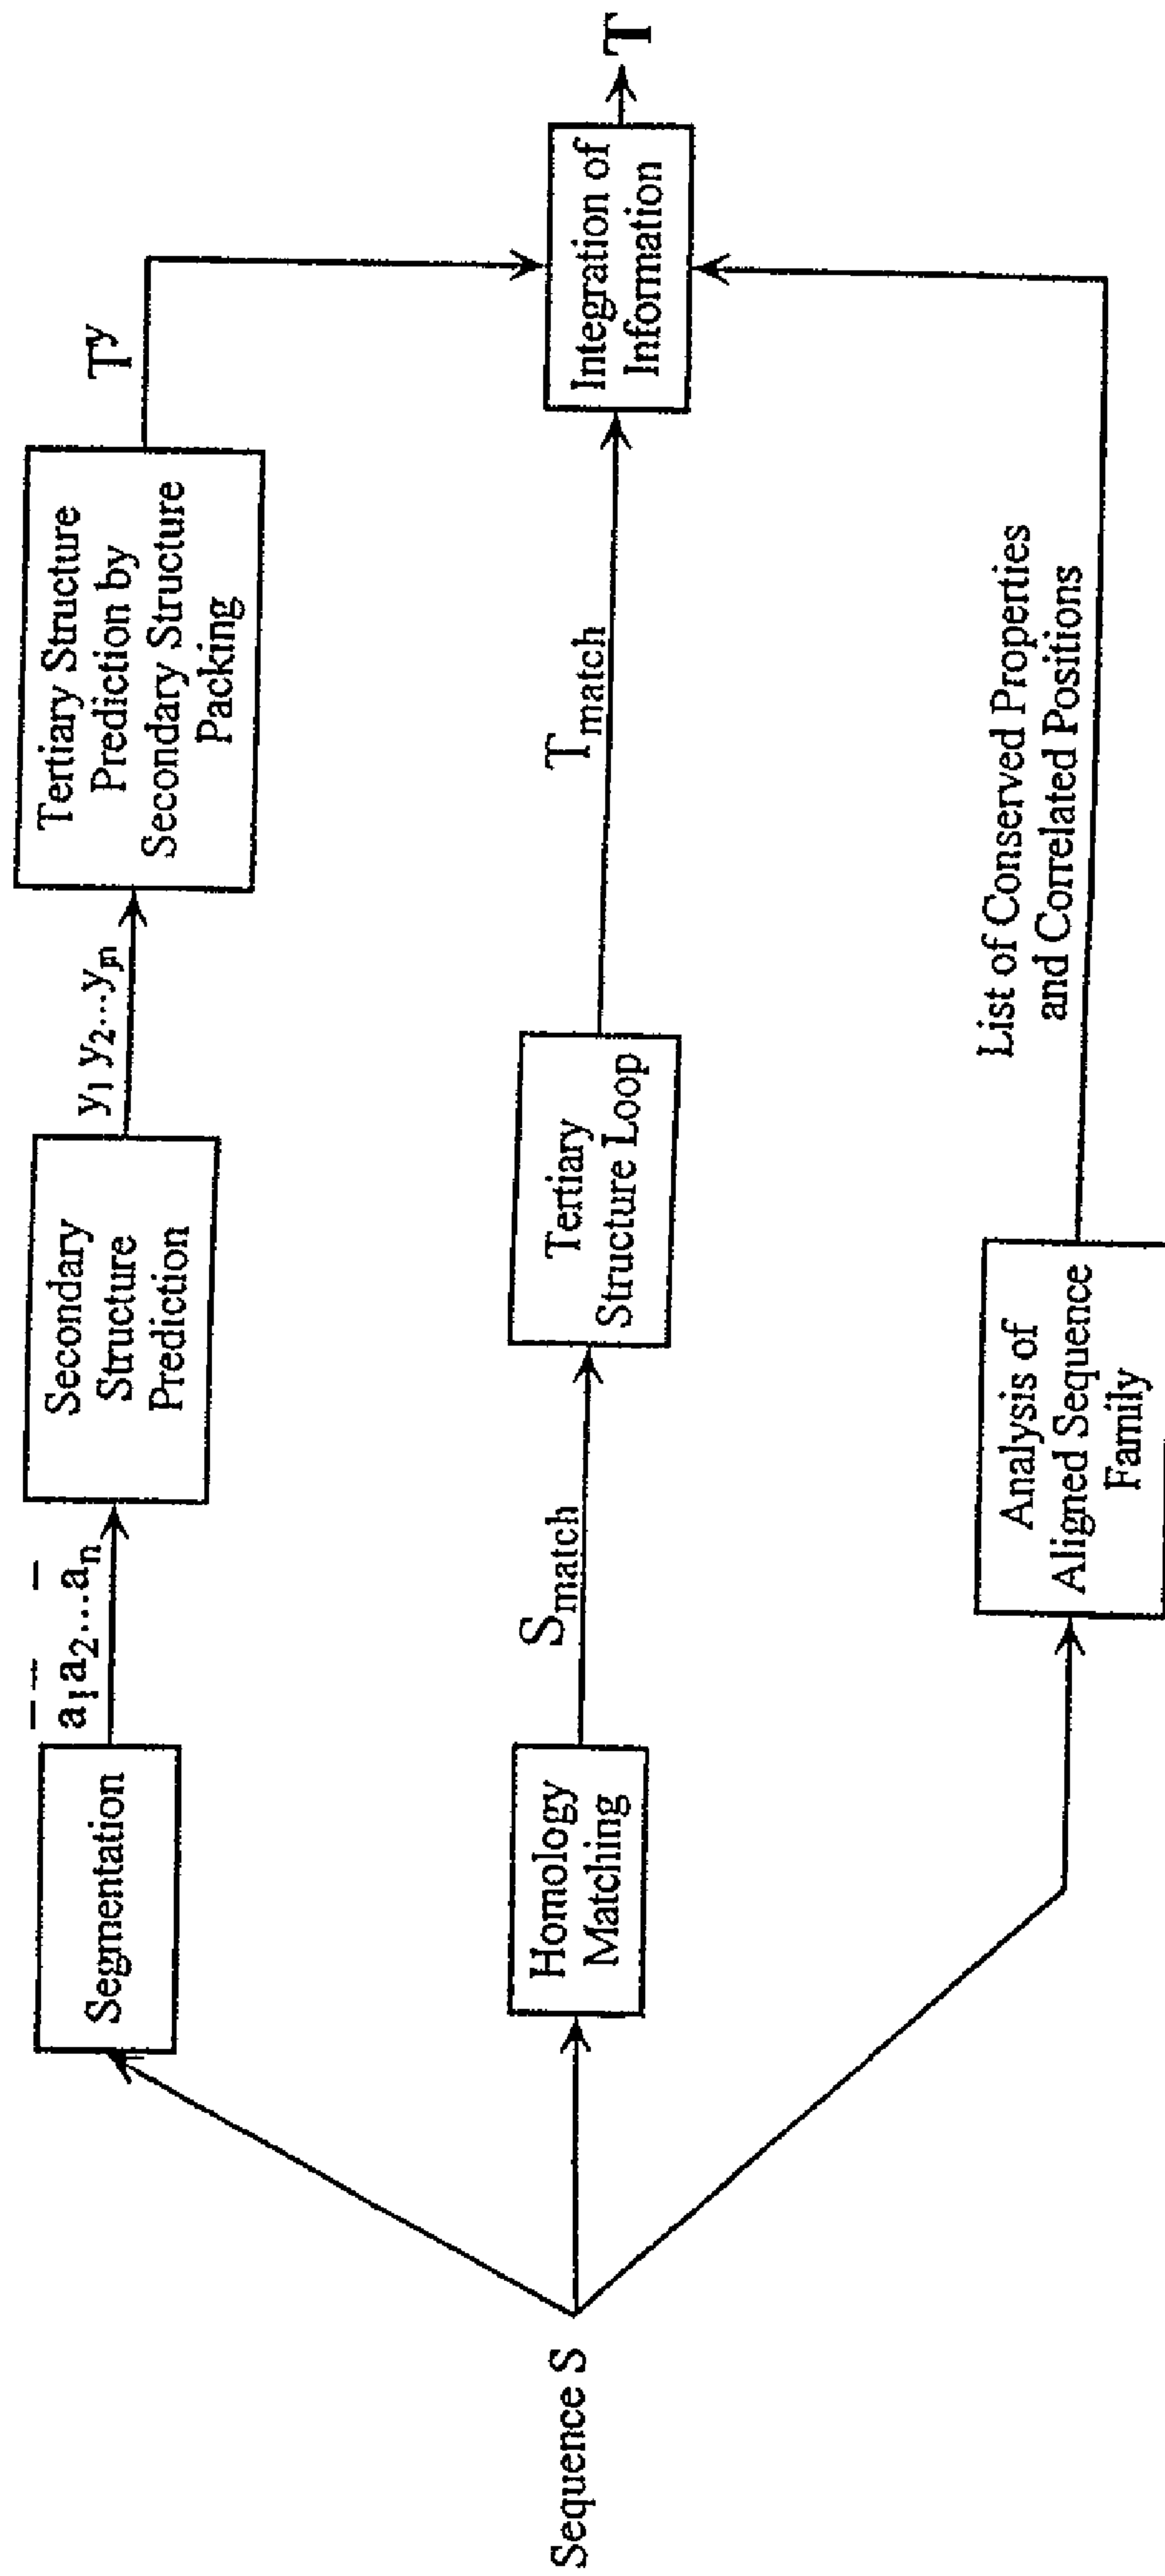 Sequence S
Segmentation
a₁a₂...aₙ
Secondary
Structure
Prediction
y₁ y₂...yₘ
Tertiary Structure
Prediction by
Secondary Structure
Packing
Tʸ
Homology
Matching
Sₘₐₜcₕ
Tertiary
Structure Loop
Tₘₐₜcₕ
Integration of
Information
T
Analysis of
Aligned Sequence
Family
List of Conserved Properties
and Correlated Positions